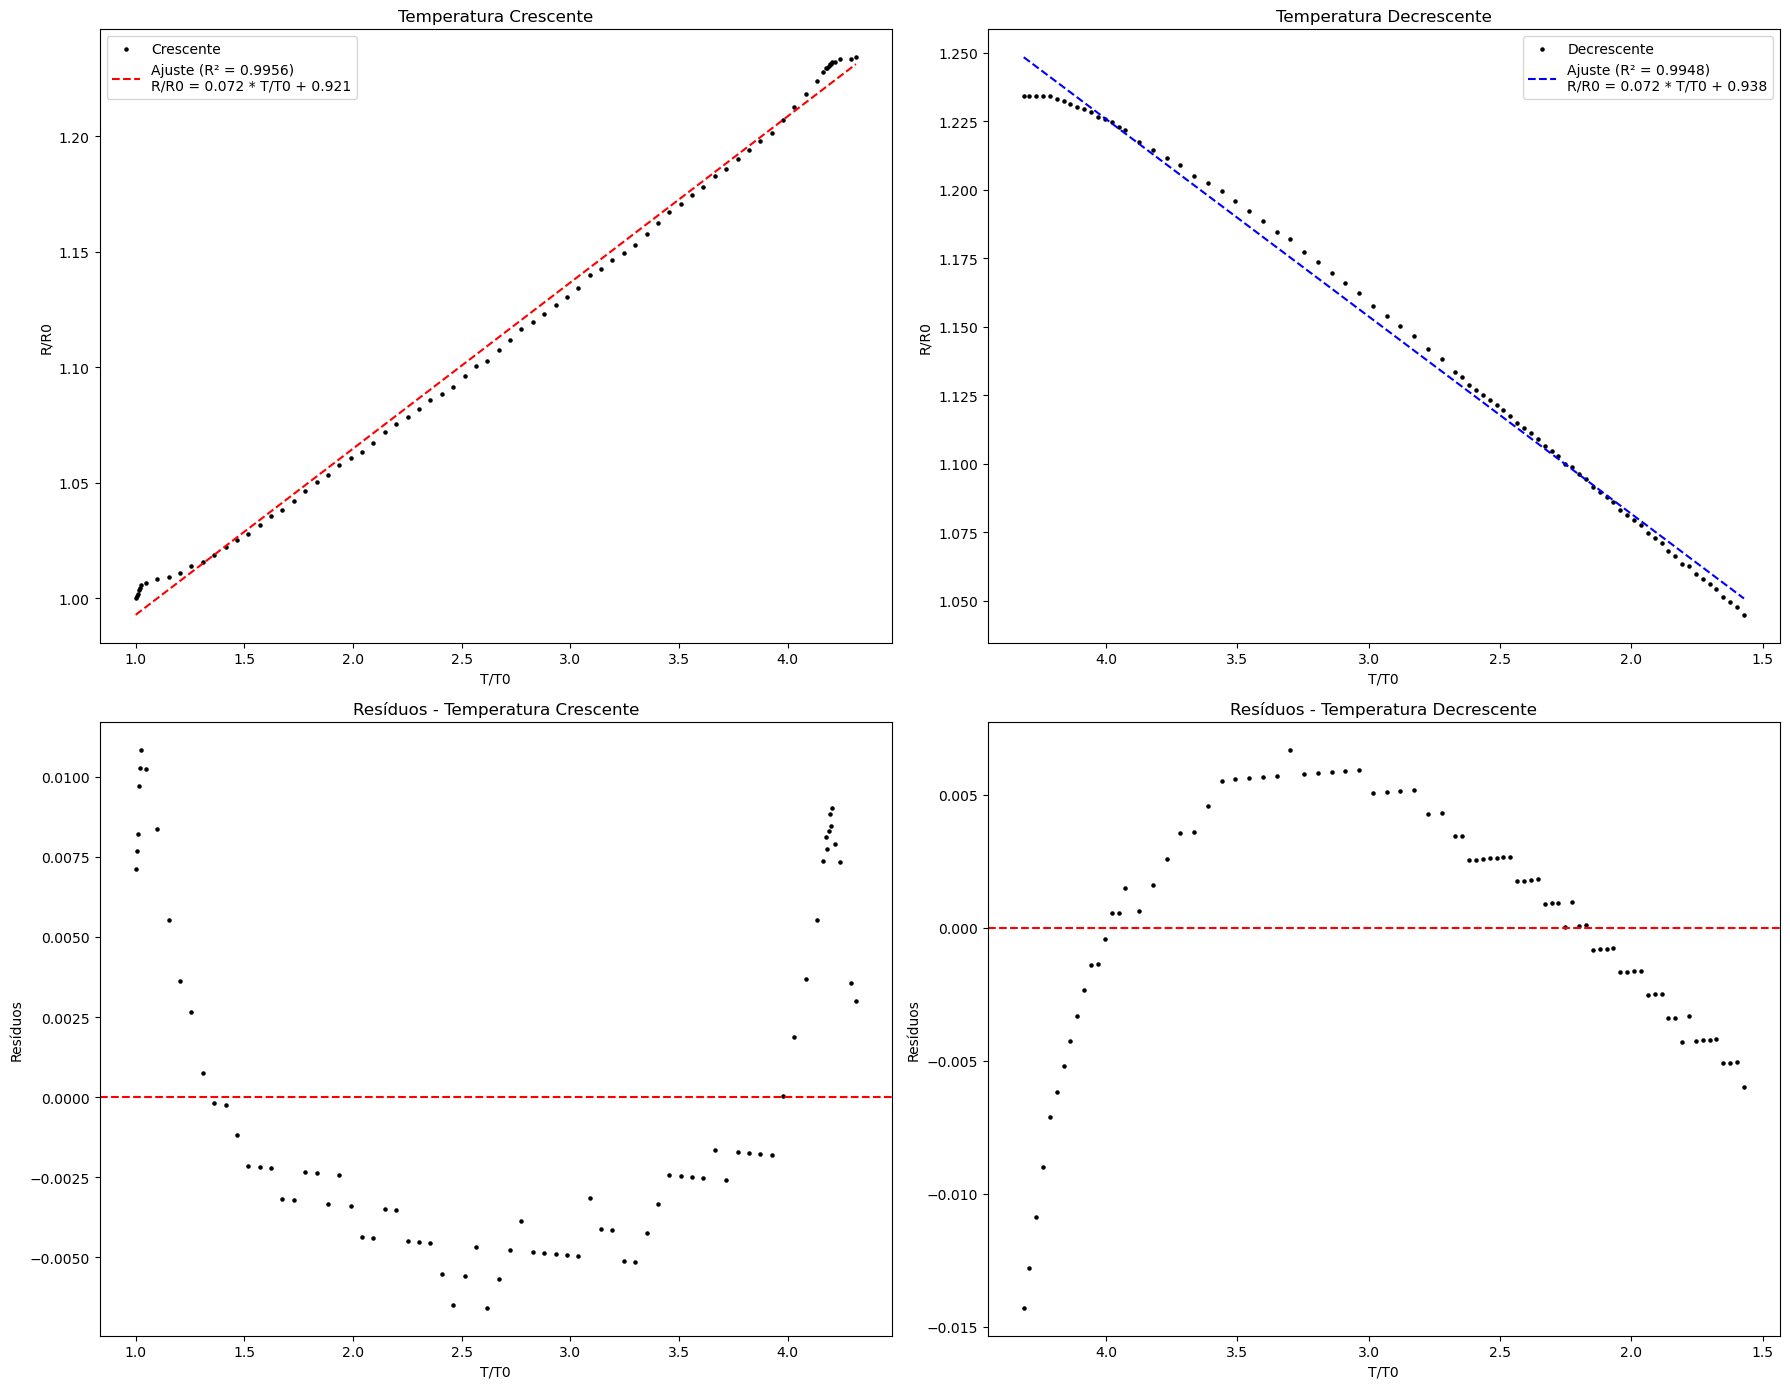 Temperatura Crescente
Crescente
Ajuste (R² = 0.9956)
R/R0 = 0.072 * T/T0 + 0.921
R/R0
1.20
1.15
1.10
1.05
1.00
1.0 1.5 2.0 2.5 3.0 3.5 4.0
T/T0
Temperatura Decrescente
Decrescente
Ajuste (R² = 0.9948)
R/R0 = 0.072 * T/T0 + 0.938
R/R0
1.250
1.225
1.200
1.175
1.150
1.125
1.100
1.075
1.050
4.0 3.5 3.0 2.5 2.0 1.5
T/T0
Resíduos - Temperatura Crescente
Resíduos
0.0100
0.0075
0.0050
0.0025
0.0000
−0.0025
−0.0050
1.0 1.5 2.0 2.5 3.0 3.5 4.0
T/T0
Resíduos - Temperatura Decrescente
Resíduos
0.005
0.000
−0.005
−0.010
−0.015
4.0 3.5 3.0 2.5 2.0 1.5
T/T0